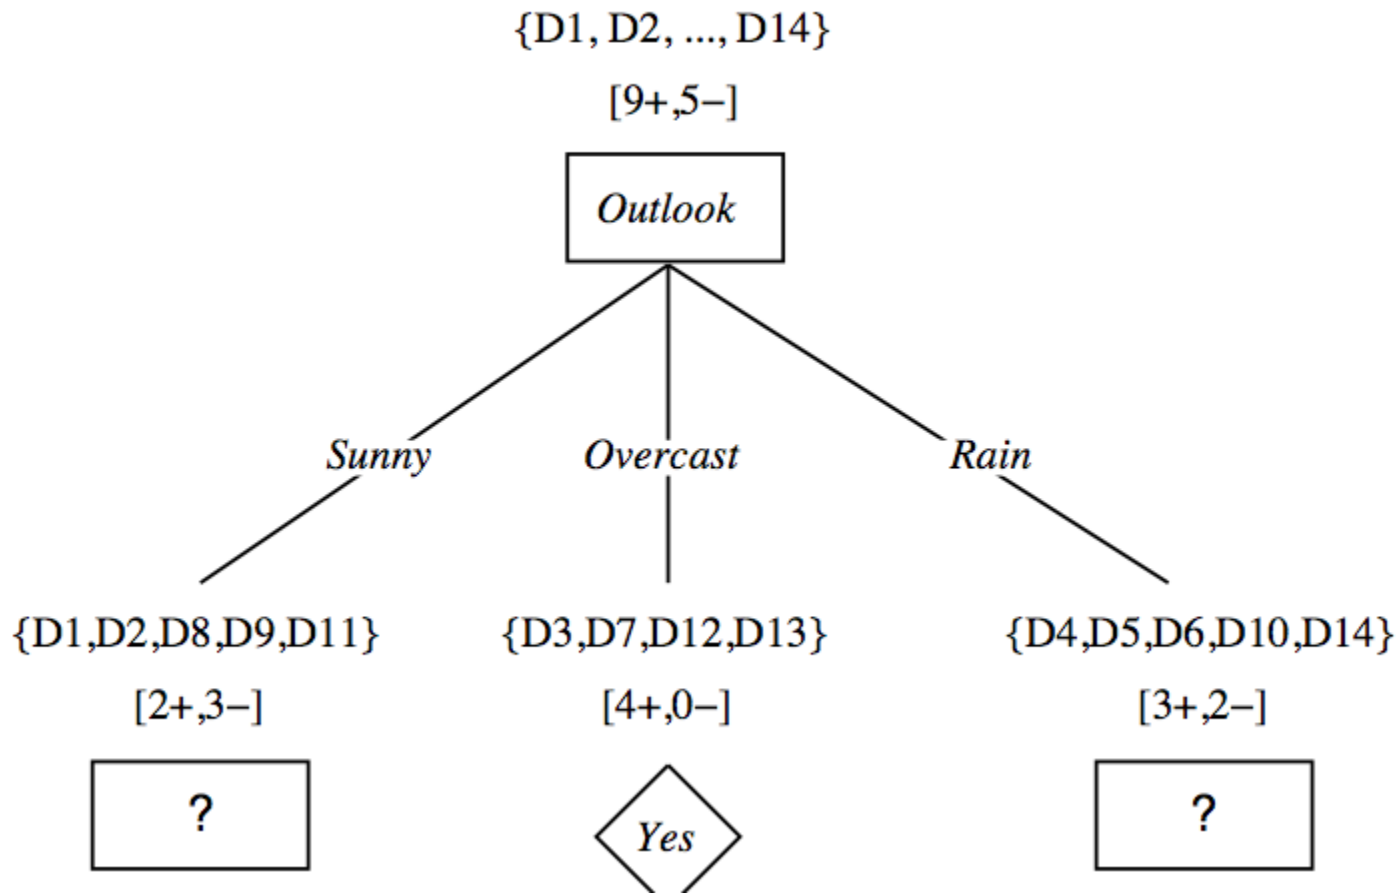 {D1, D2, ..., D14}
[9+,5−]
Outlook
Sunny
Overcast
Rain
{D1,D2,D8,D9,D11}
{D3,D7,D12,D13}
{D4,D5,D6,D10,D14}
[2+,3−]
[4+,0−]
[3+,2−]
?
Yes
?